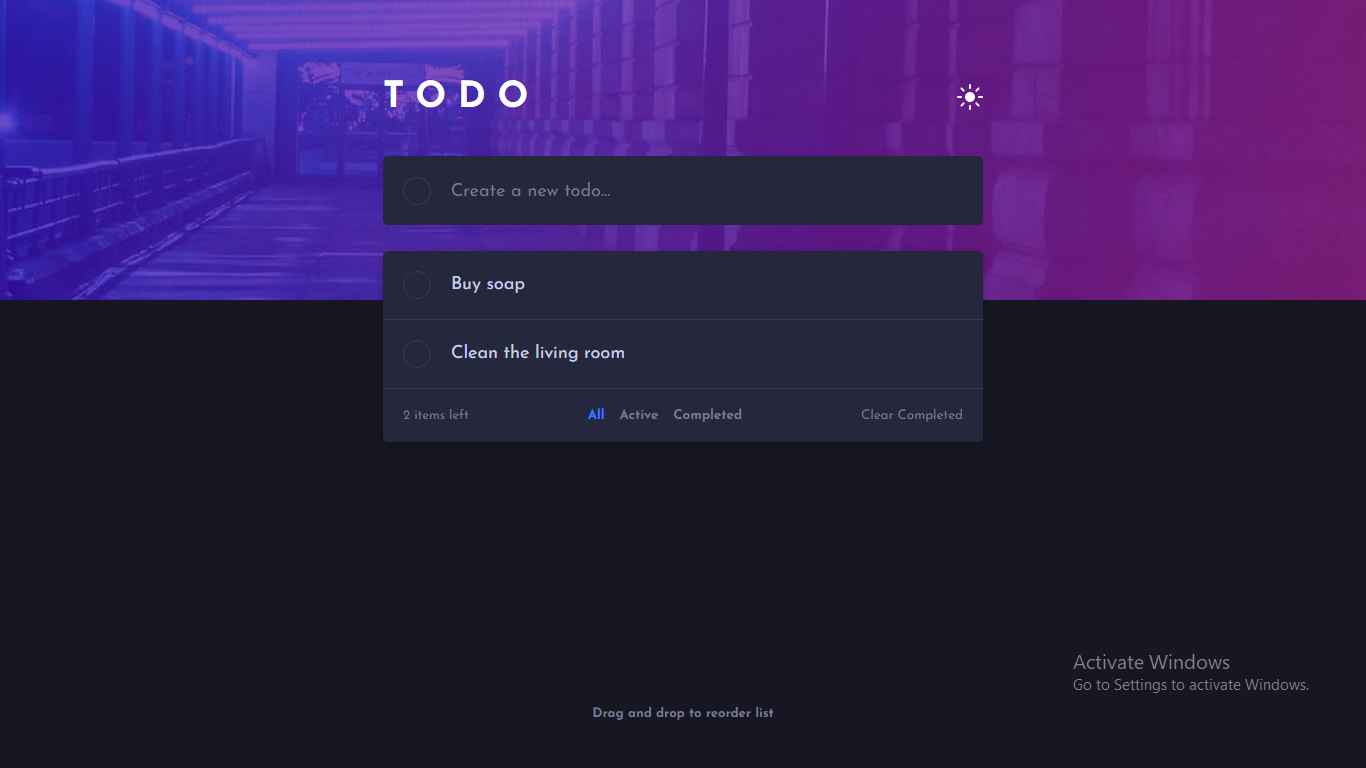 TODO
Create a new todo...
Buy soap
Clean the living room
2 items left All Active Completed Clear Completed
Activate Windows
Go to Settings to activate Windows.
Drag and drop to reorder list